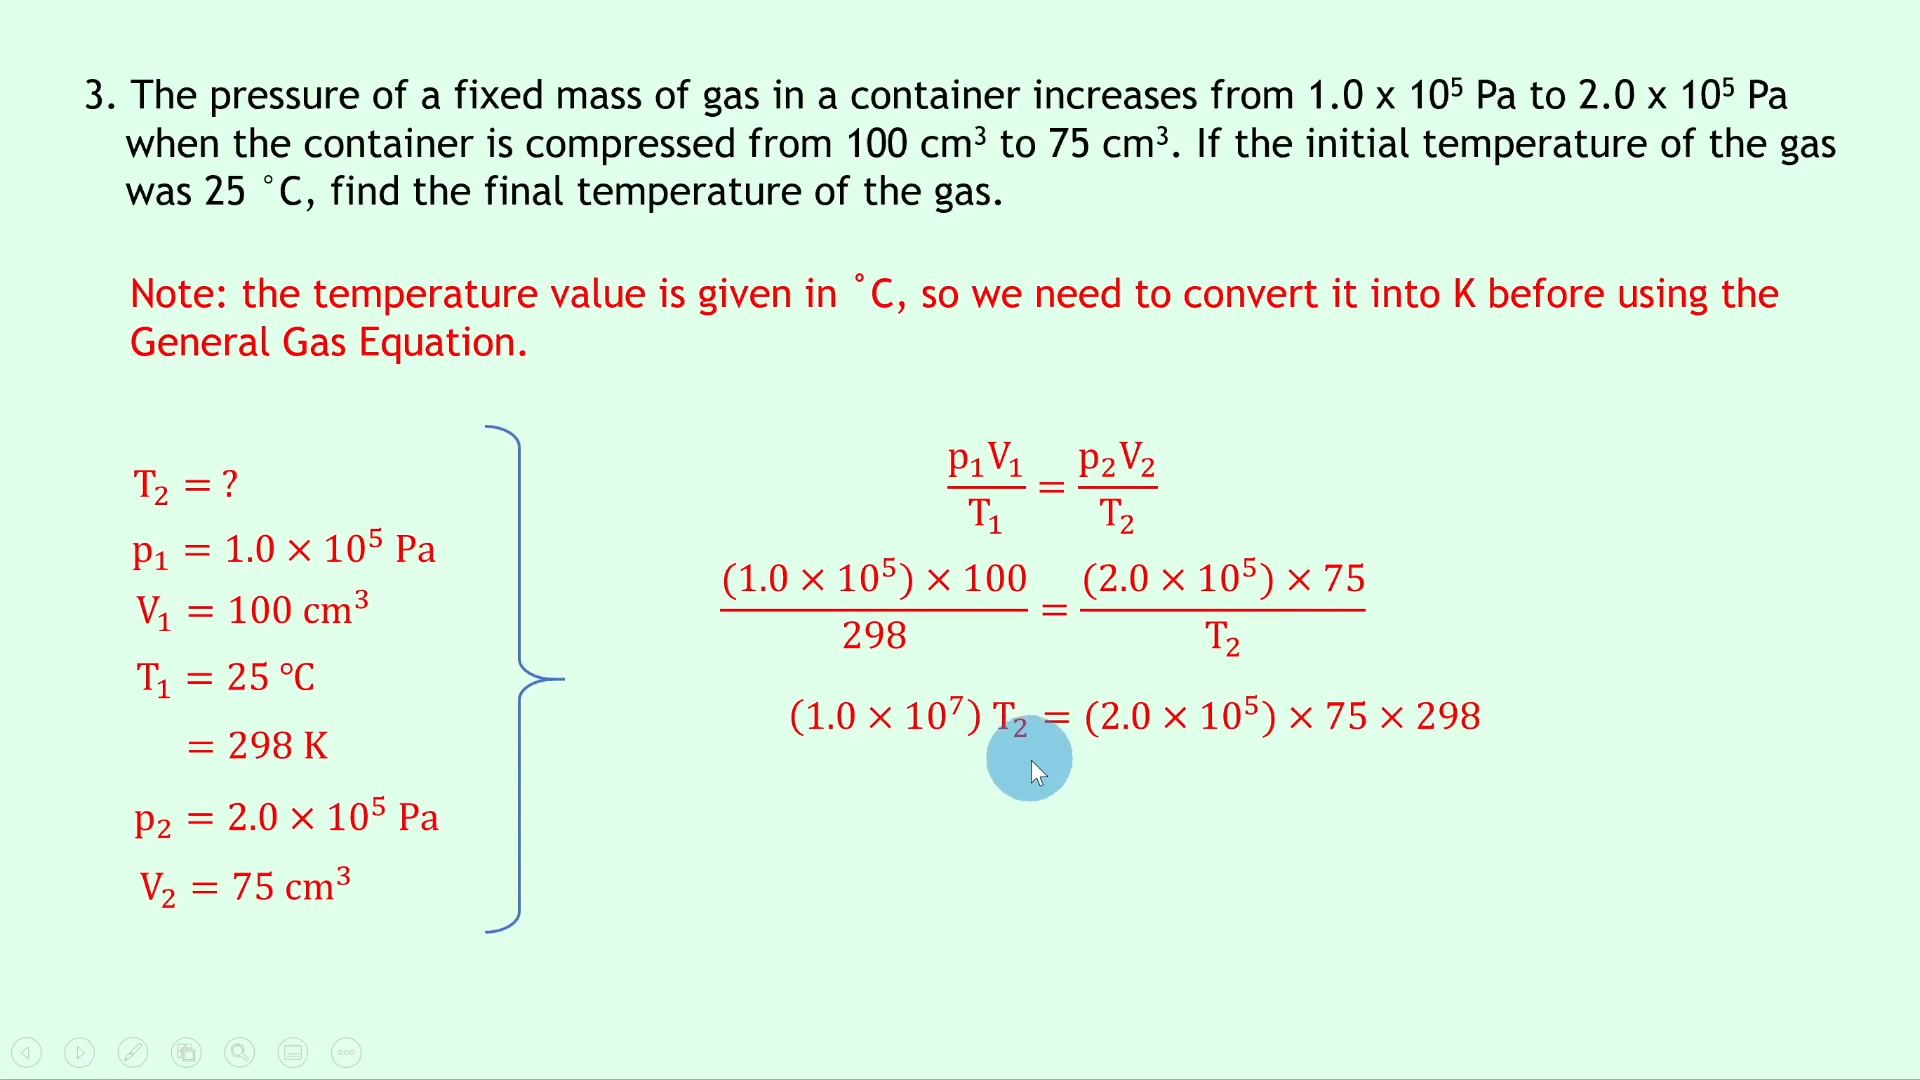 3. The pressure of a fixed mass of gas in a container increases from 1.0 x 10⁵ Pa to 2.0 x 10⁵ Pa
when the container is compressed from 100 cm³ to 75 cm³. If the initial temperature of the gas
was 25 ˚C, find the final temperature of the gas.
Note: the temperature value is given in ˚C, so we need to convert it into K before using the
General Gas Equation.
T₂ = ?
p₁ = 1.0 × 10⁵ Pa
V₁ = 100 cm³
T₁ = 25 ℃
= 298 K
p₂ = 2.0 × 10⁵ Pa
V₂ = 75 cm³
p₁V₁/T₁ = p₂V₂/T₂
(1.0 × 10⁵) × 100/298 = (2.0 × 10⁵) × 75/T₂
(1.0 × 10⁷) T₂ = (2.0 × 10⁵) × 75 × 298